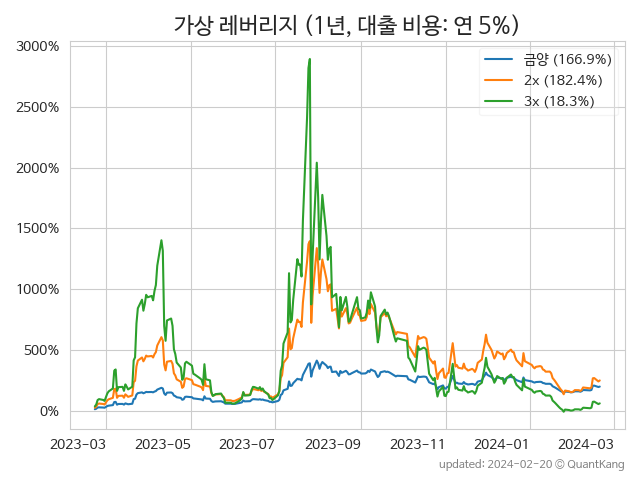 가상 레버리지 (1년, 대출 비용: 연 5%)
3000%
2500%
2000%
1500%
1000%
500%
0%
금양 (166.9%)
2x (182.4%)
3x (18.3%)
2023-03
2023-05
2023-07
2023-09
2023-11
2024-01
2024-03
updated: 2024-02-20 © QuantKang